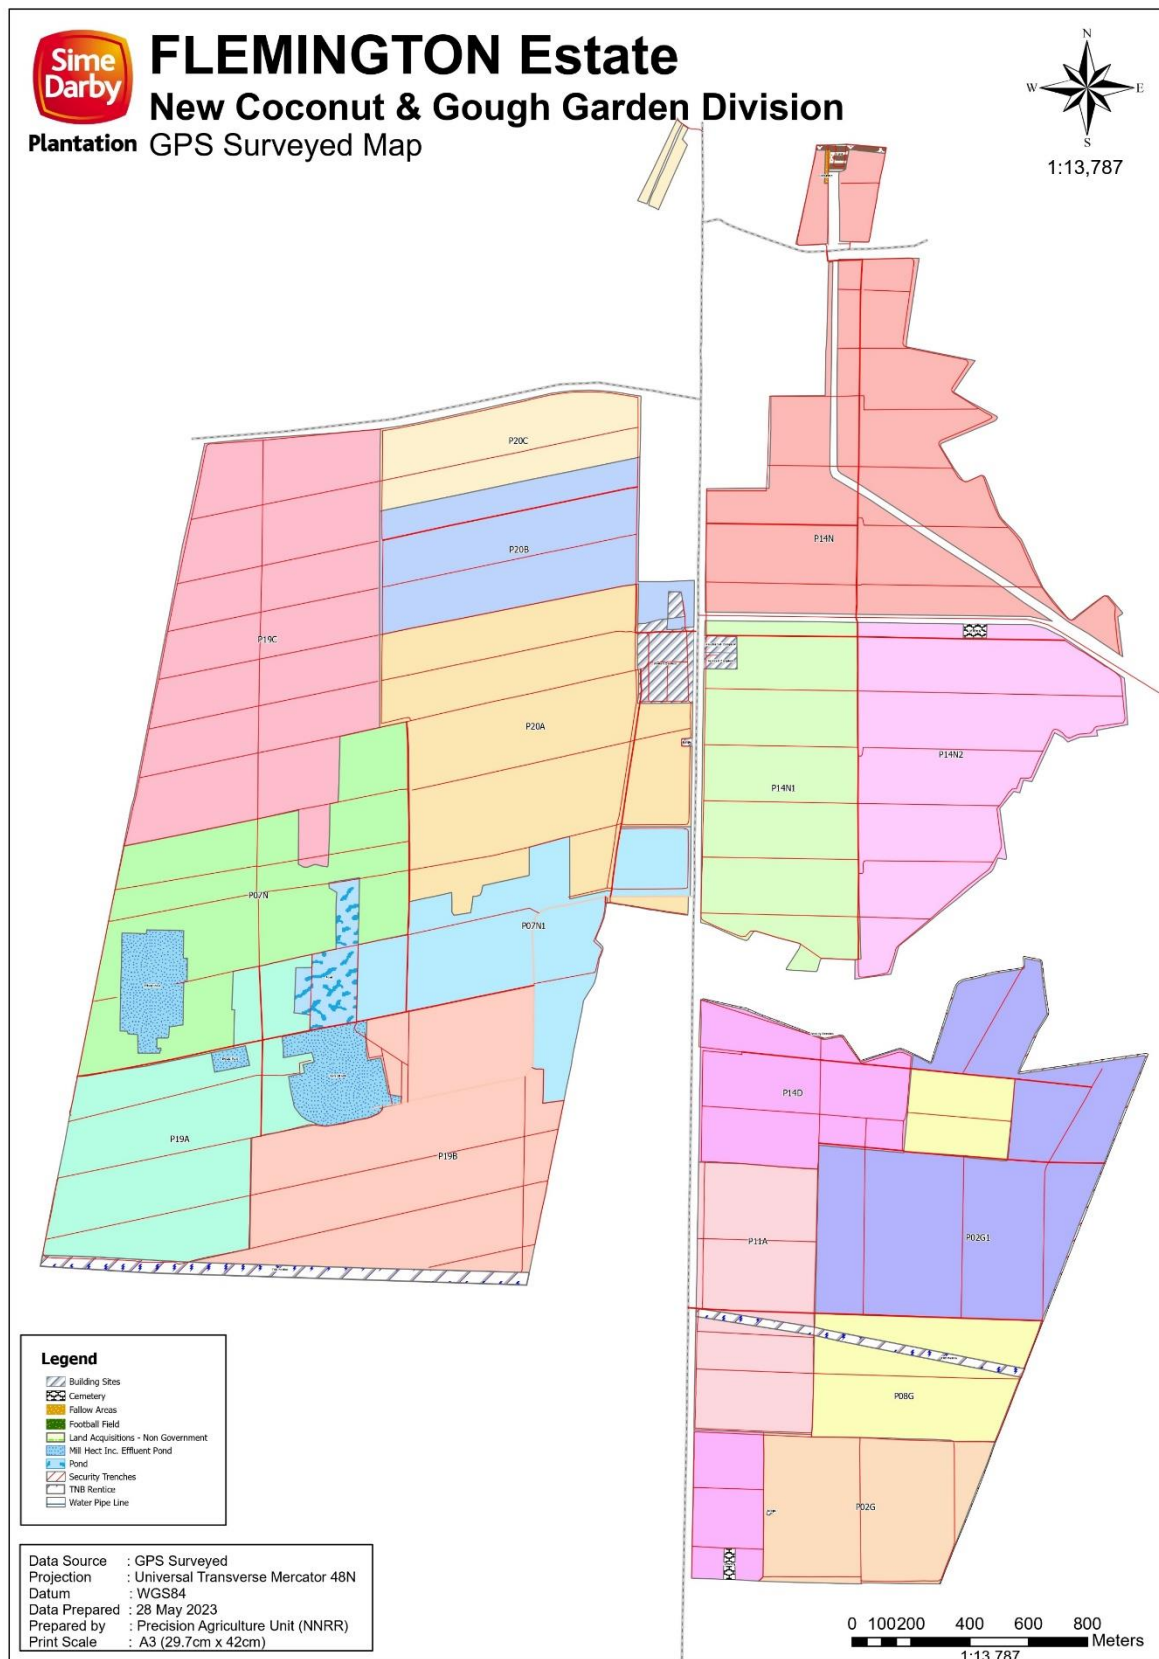 Sime
Darby
Plantation
FLEMINGTON Estate
New Coconut & Gough Garden Division
GPS Surveyed Map
N
W
E
S
1:13,787
P20C
P20B
P14N
P19C
P20A
P14N2
P14N1
P07N
P07N1
P14D
P19A
P19B
P11A
P02G1
P08G
P02G
Legend
Building Sites
Cemetery
Fallow Areas
Football Field
Land Acquisitions - Non Government
Mill Hect Inc. Effluent Pond
Pond
Security Trenches
TNB Rentice
Water Pipe Line
Data Source : GPS Surveyed
Projection : Universal Transverse Mercator 48N
Datum : WGS84
Data Prepared : 28 May 2023
Prepared by : Precision Agriculture Unit (NNRR)
Print Scale : A3 (29.7cm x 42cm)
0 100 200 400 600 800
Meters
1:13,787